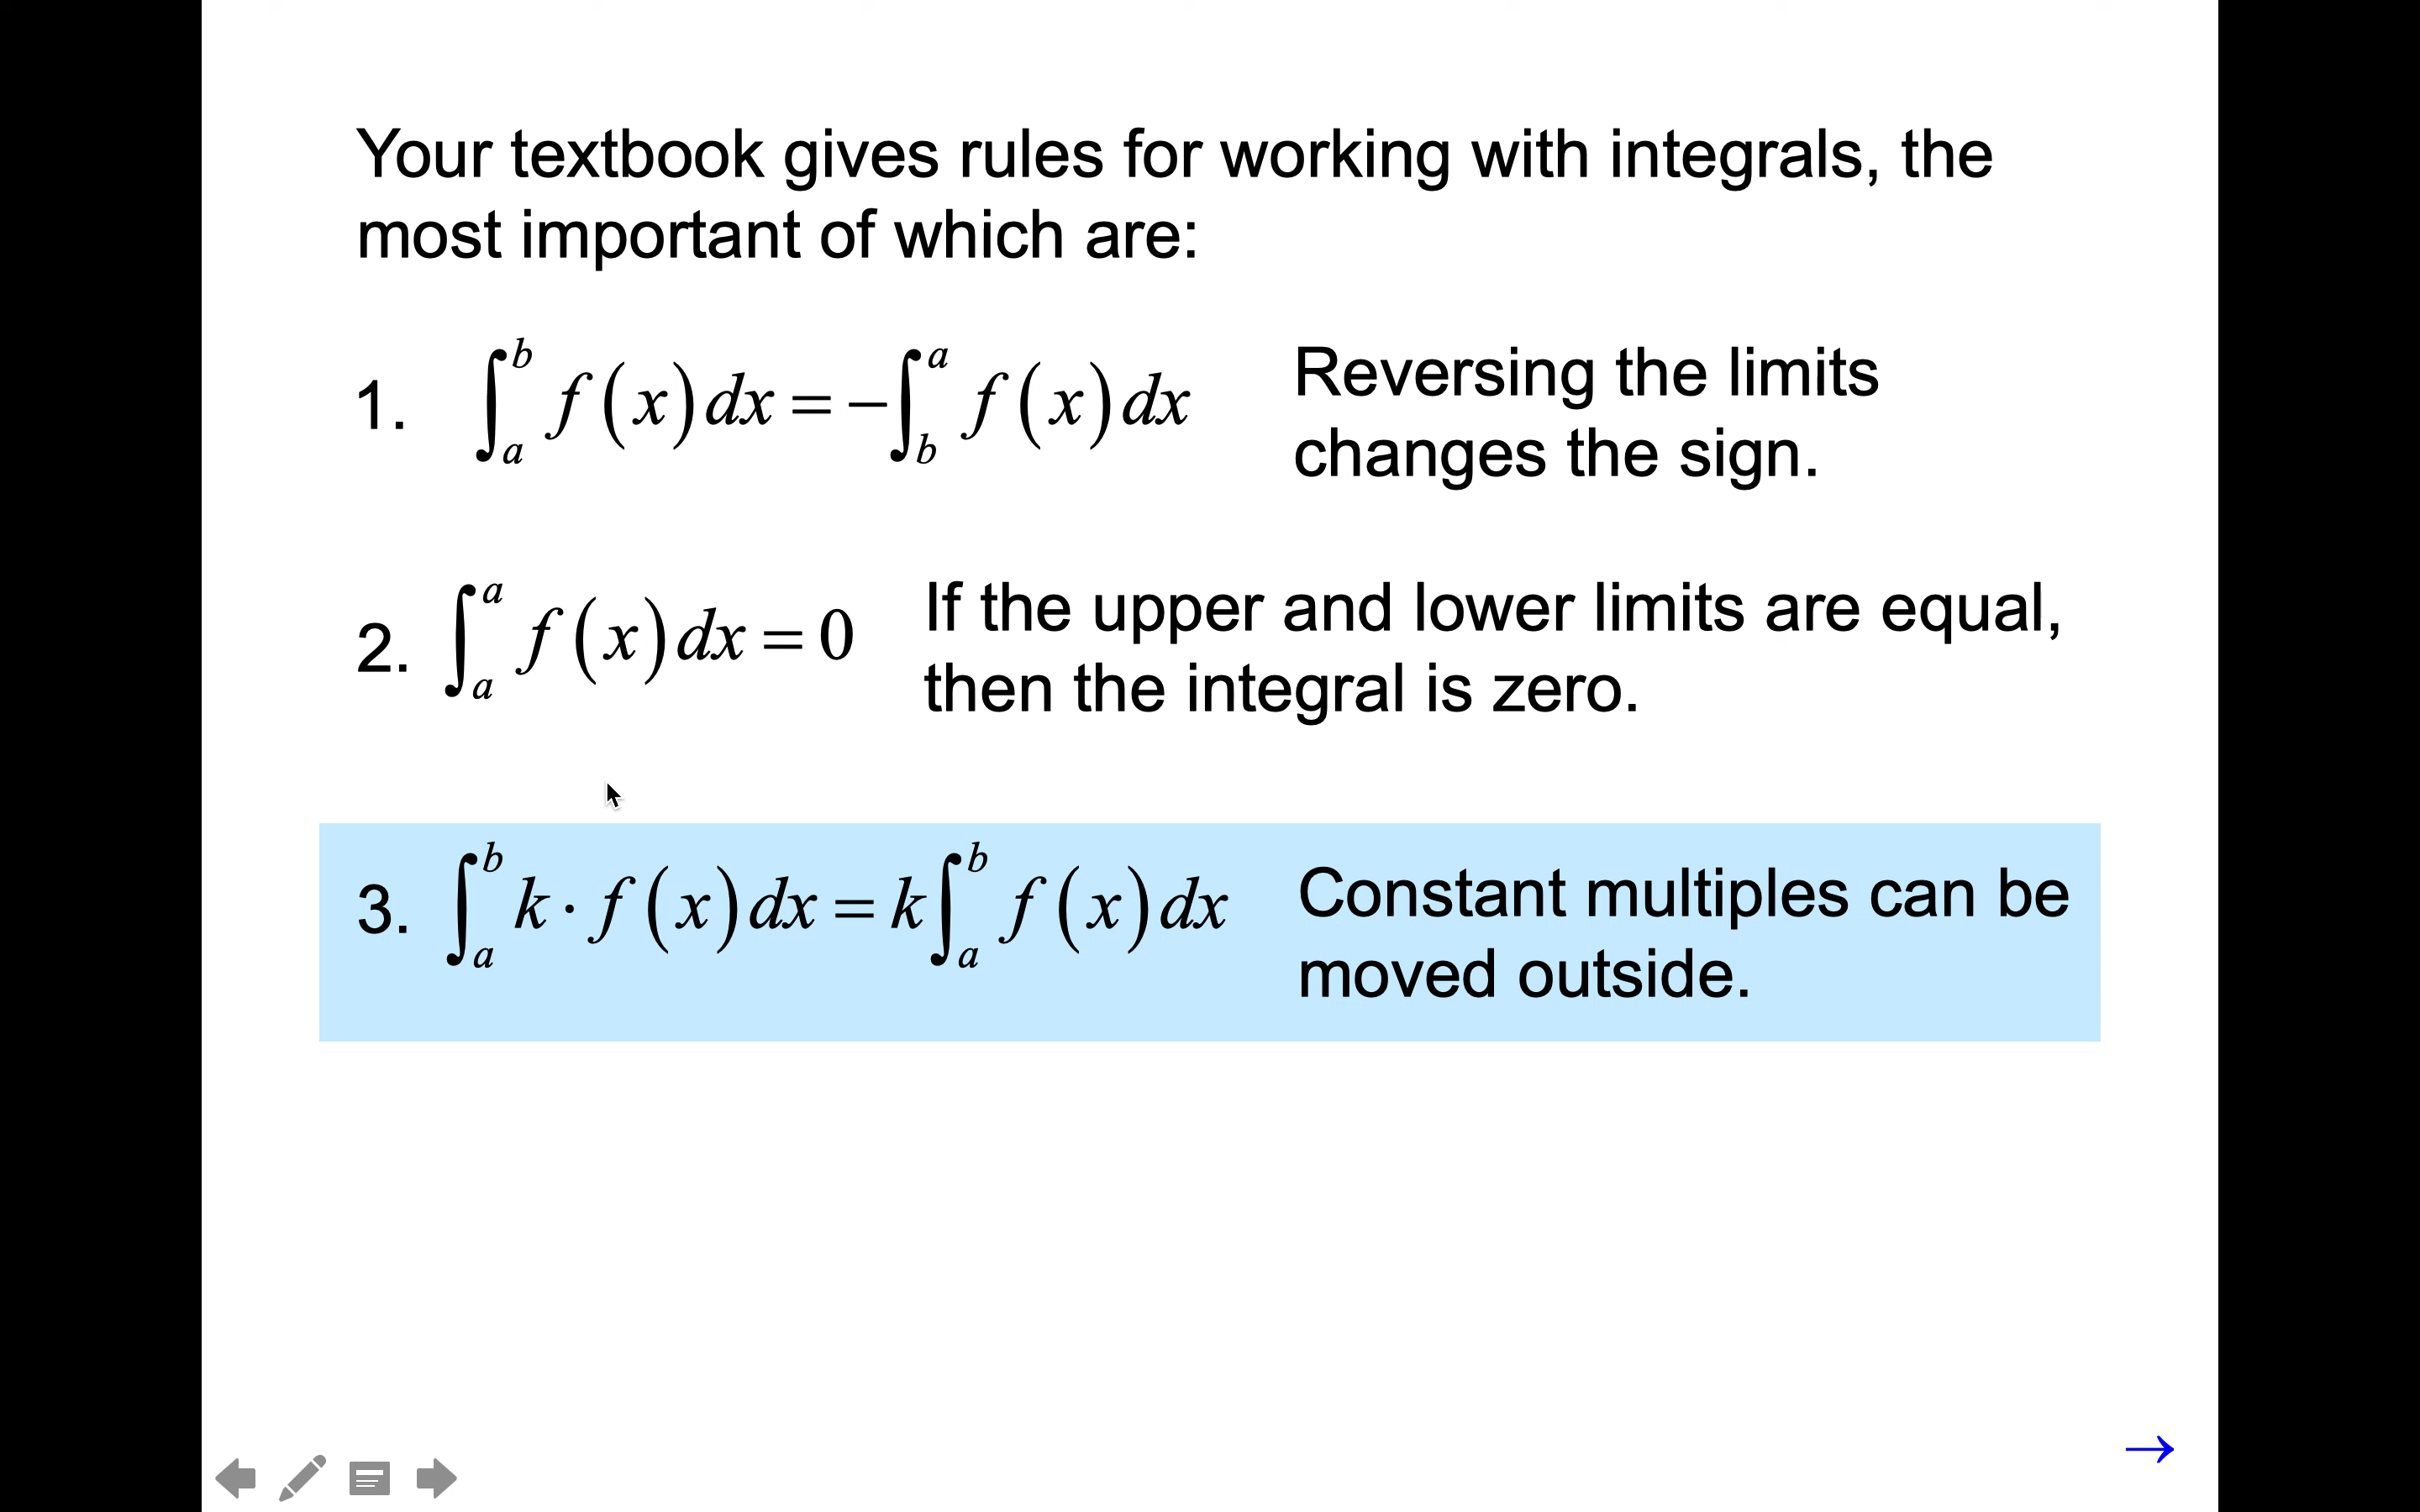 Your textbook gives rules for working with integrals, the
most important of which are:
1. ∫_a^b f(x)dx = −∫_b^a f(x)dx
Reversing the limits
changes the sign.
2. ∫_a^a f(x)dx = 0
If the upper and lower limits are equal,
then the integral is zero.
3. ∫_a^b k·f(x)dx = k∫_a^b f(x)dx
Constant multiples can be
moved outside.
→